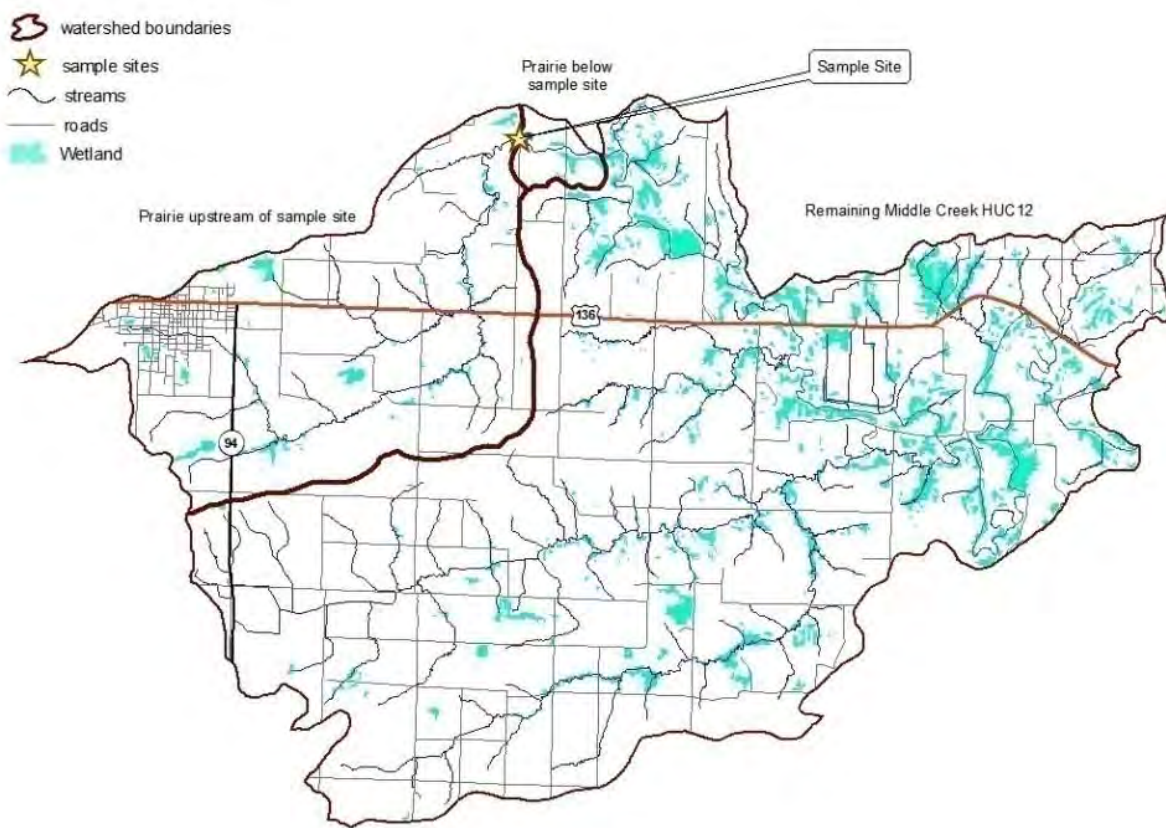 watershed boundaries
sample sites
streams
roads
Wetland
Prairie below
sample site
Sample Site
Prairie upstream of sample site
Remaining Middle Creek HUC12
136
94